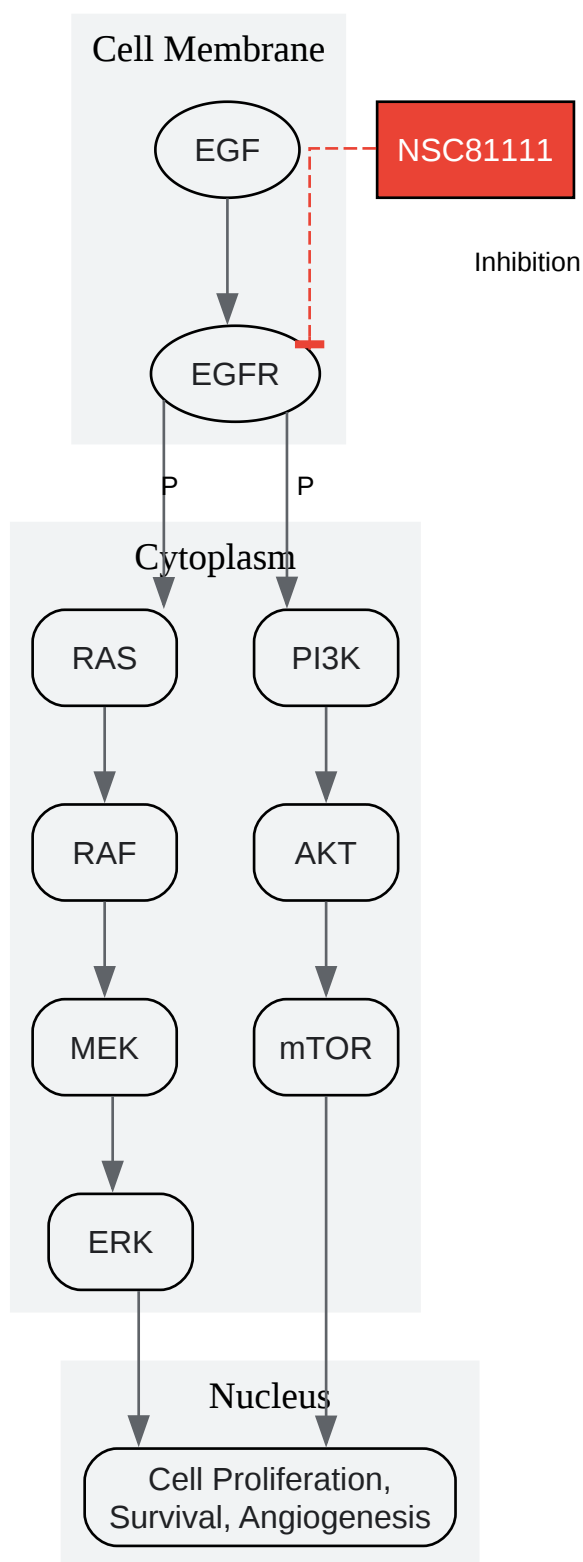 Cell Membrane
EGF
NSC81111
Inhibition
EGFR
P
P
Cytoplasm
RAS
PI3K
RAF
AKT
MEK
mTOR
ERK
Nucleus
Cell Proliferation,
Survival, Angiogenesis